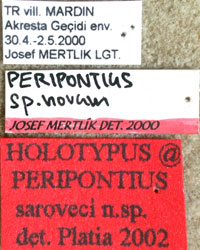 TR vill. MARDIN
Akresta Geçidi env.
30.4.-2.5.2000
Josef MERTLIK LGT.
PERIPONTIUS
sp. novum
JOSEF MERTLÍK DET. 2000
HOLOTYPUS @
PERIPONTIUS
saroveci n.sp.
det. Platia 2002